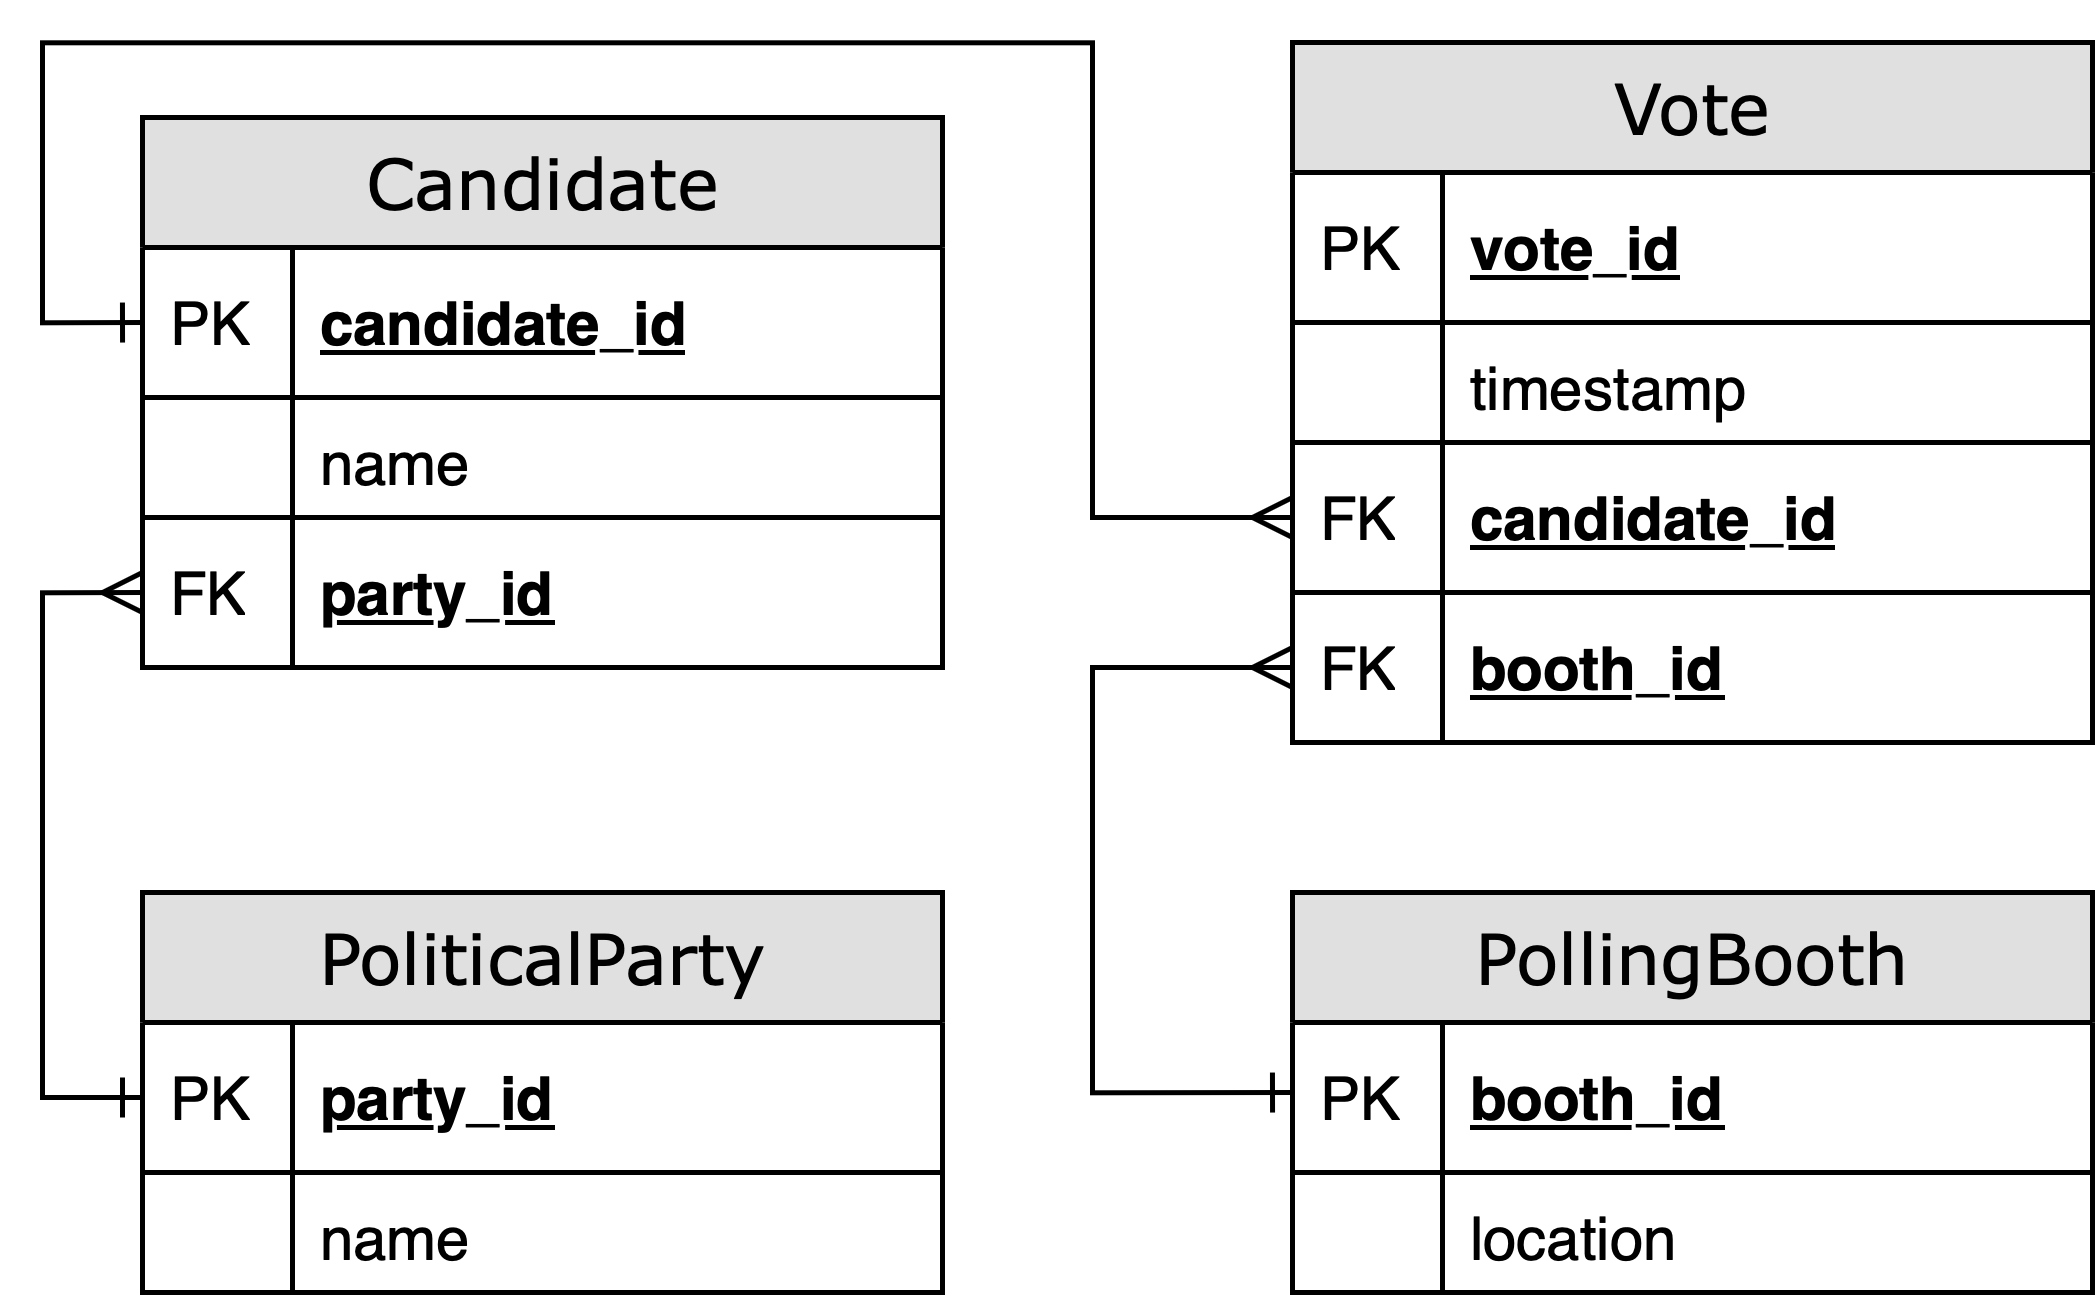 Candidate
PK candidate_id
name
FK party_id
Vote
PK vote_id
timestamp
FK candidate_id
FK booth_id
PoliticalParty
PK party_id
name
PollingBooth
PK booth_id
location